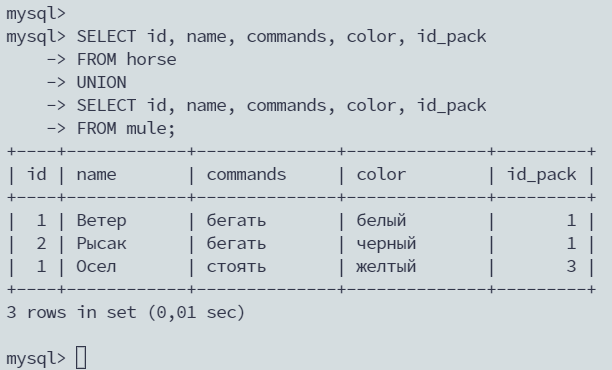 mysql>
mysql> SELECT id, name, commands, color, id_pack
    -> FROM horse
    -> UNION
    -> SELECT id, name, commands, color, id_pack
    -> FROM mule;
+----+------------+--------------+--------------+---------+
| id | name       | commands     | color        | id_pack |
+----+------------+--------------+--------------+---------+
|  1 | Ветер      | бегать       | белый        |       1 |
|  2 | Рысак      | бегать       | черный       |       1 |
|  1 | Осел       | стоять       | желтый       |       3 |
+----+------------+--------------+--------------+---------+
3 rows in set (0,01 sec)

mysql>